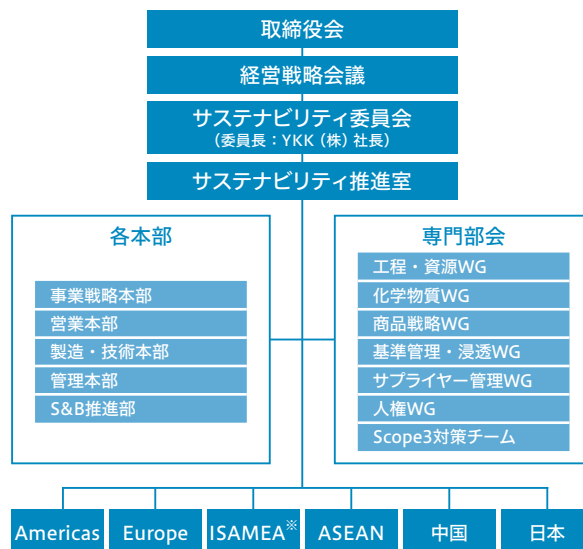 取締役会
経営戦略会議
サステナビリティ委員会
（委員長：YKK（株）社長）
サステナビリティ推進室
各本部
事業戦略本部
営業本部
製造・技術本部
管理本部
S&B推進部
専門部会
工程・資源WG
化学物質WG
商品戦略WG
基準管理・浸透WG
サプライヤー管理WG
人権WG
Scope3対策チーム
Americas
Europe
ISAMEA※
ASEAN
中国
日本